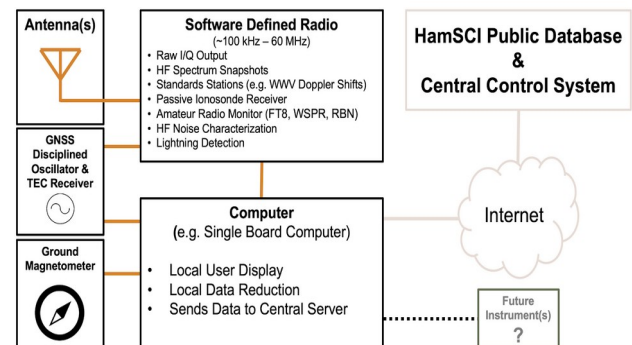 Antenna(s)
Software Defined Radio
(~100 kHz – 60 MHz)
• Raw I/Q Output
• HF Spectrum Snapshots
• Standards Stations (e.g. WWV Doppler Shifts)
• Passive Ionosonde Receiver
• Amateur Radio Monitor (FT8, WSPR, RBN)
• HF Noise Characterization
• Lightning Detection
HamSCI Public Database
&
Central Control System
GNSS
Disciplined
Oscillator &
TEC Receiver
Ground
Magnetometer
Computer
(e.g. Single Board Computer)
• Local User Display
• Local Data Reduction
• Sends Data to Central Server
Internet
Future
Instrument(s)
?